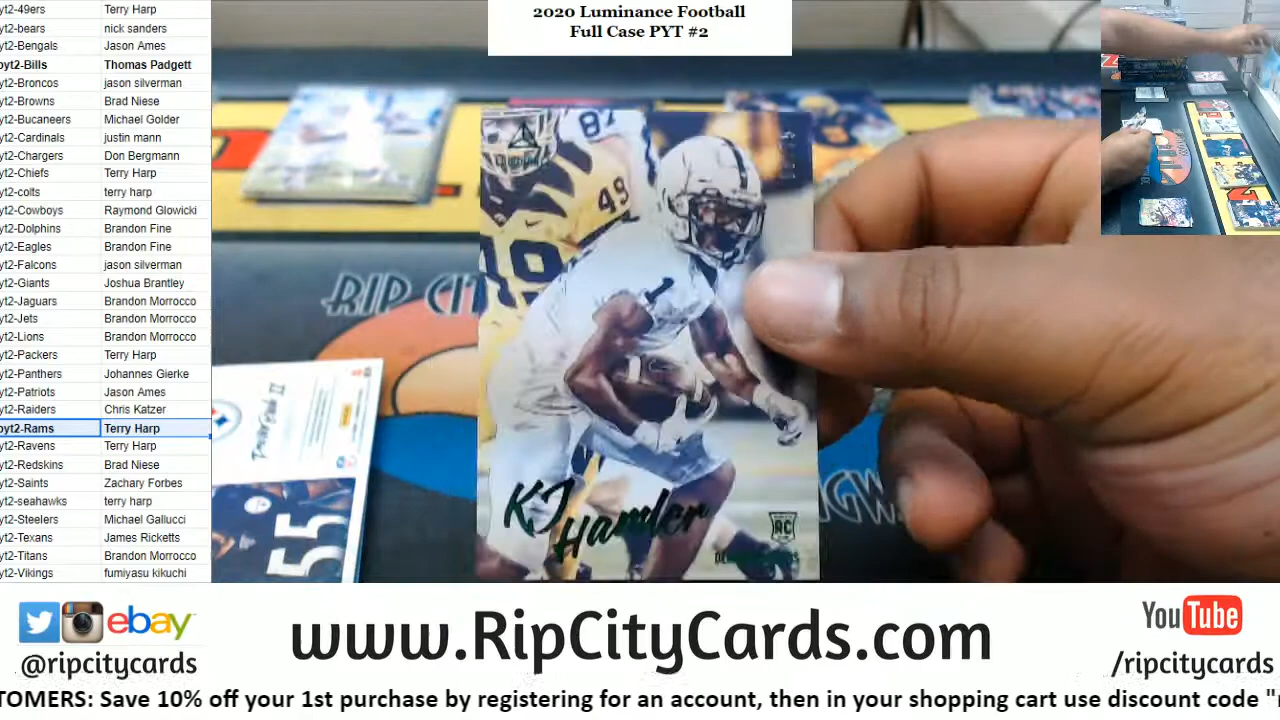 yt2-49ers Terry Harp
yt2-bears nick sanders
yt2-Bengals Jason Ames
pyt2-Bills Thomas Padgett
yt2-Broncos jason silverman
yt2-Browns Brad Niese
yt2-Bucaneers Michael Golder
yt2-Cardinals justin mann
yt2-Chargers Don Bergmann
yt2-Chiefs Terry Harp
yt2-colts terry harp
yt2-Cowboys Raymond Glowicki
yt2-Dolphins Brandon Fine
yt2-Eagles Brandon Fine
yt2-Falcons jason silverman
yt2-Giants Joshua Brantley
yt2-Jaguars Brandon Morrocco
yt2-Jets Brandon Morrocco
yt2-Lions Brandon Morrocco
yt2-Packers Terry Harp
yt2-Panthers Johannes Gierke
yt2-Patriots Jason Ames
yt2-Raiders Chris Katzer
pyt2-Rams Terry Harp
yt2-Ravens Terry Harp
yt2-Redskins Brad Niese
yt2-Saints Zachary Forbes
yt2-seahawks terry harp
yt2-Steelers Michael Gallucci
yt2-Texans James Ricketts
yt2-Titans Brandon Morrocco
yt2-Vikings fumiyasu kikuchi
2020 Luminance Football
Full Case PYT #2
87
49
19
1
RIP CIT
KJ
Hamler
RC
55
ebay
@ripcitycards
www.RipCityCards.com
YouTube
/ripcitycards
TOMERS: Save 10% off your 1st purchase by registering for an account, then in your shopping cart use discount code "